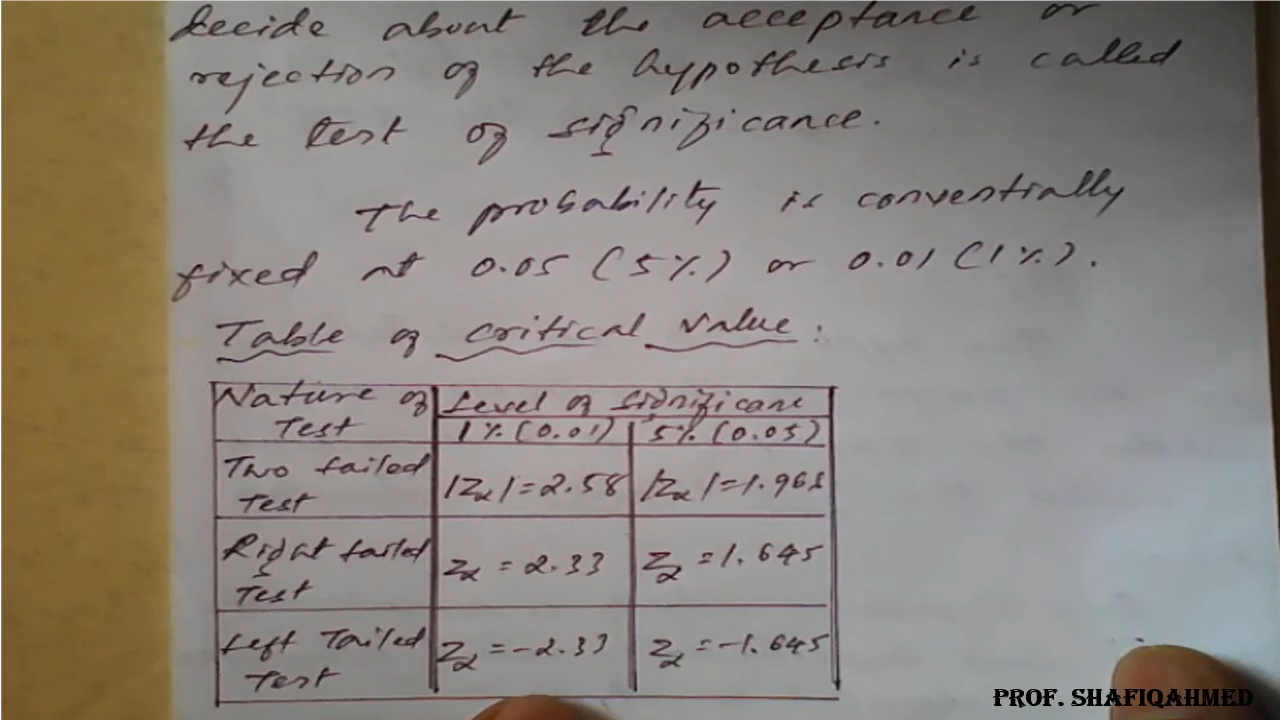 decide about the acceptance or
rejection of the hypothesis is called
the test of significance.
The probability is conventially
fixed at 0.05 (5%) or 0.01 (1%).
Table of critical value:
Nature of Test
Level of significane
1% (0.01) 5% (0.05)
Two tailed Test |Zα| = 2.58 |Zα| = 1.968
Right tailed Test Zα = 2.33 Zα = 1.645
Left Tailed Test Zα = -2.33 Zα = -1.645
PROF. SHAFIQAHMED